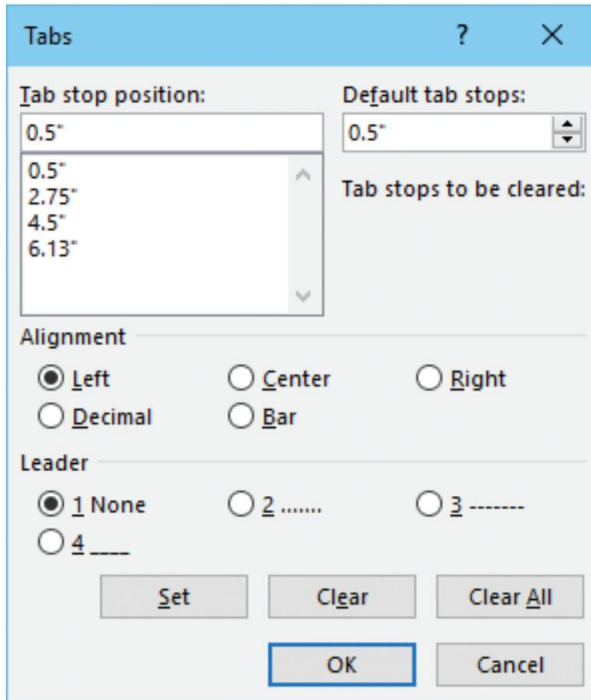 Tabs ?
Tab stop position: Default tab stops:
0.5" 0.5"
0.5"
Tab stops to be cleared:
2.75"
4.5"
6.13"
Alignment
Left Center Right
Decimal Bar
Leader
1 None 2 ....... 3 -------
4 ____
Set Clear Clear All
OK Cancel